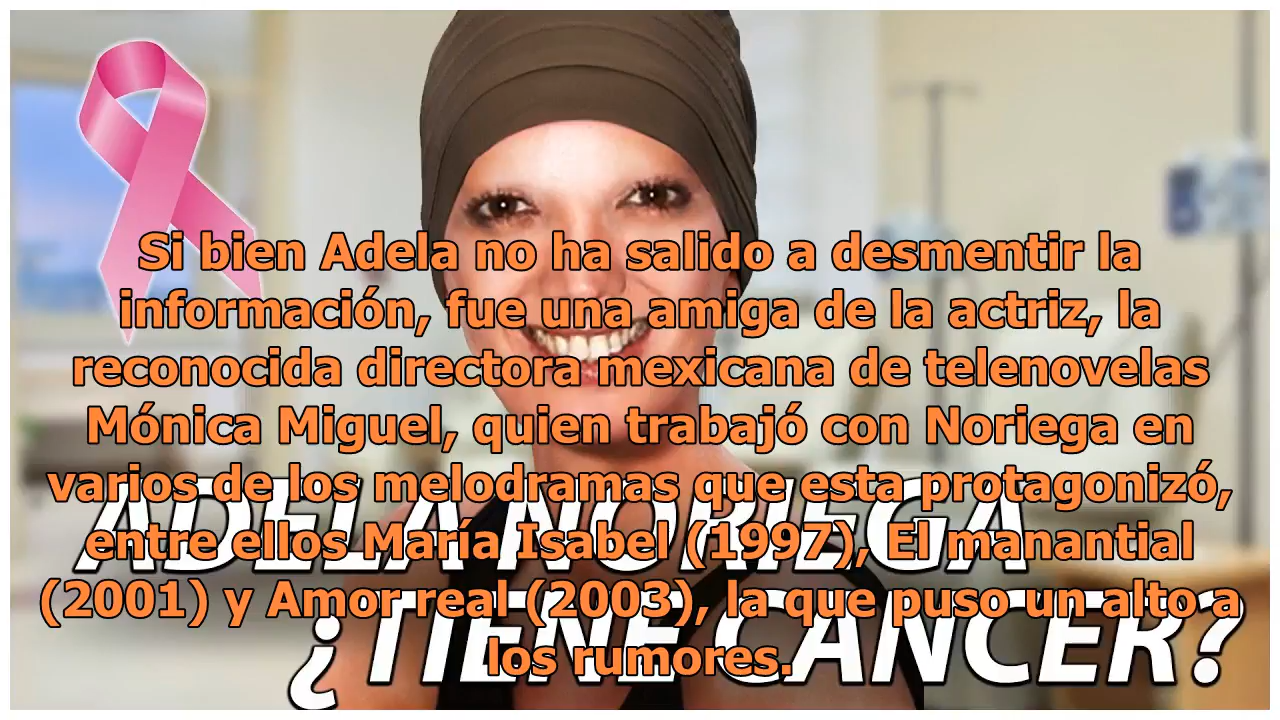 Si bien Adela no ha salido a desmentir la
información, fue una amiga de la actriz, la
reconocida directora mexicana de telenovelas
Mónica Miguel, quien trabajó con Noriega en
varios de los melodramas que esta protagonizó,
entre ellos María Isabel (1997), El manantial
(2001) y Amor real (2003), la que puso un alto a
los rumores.
ADELA NORIEGA
¿TIENE CANCER?